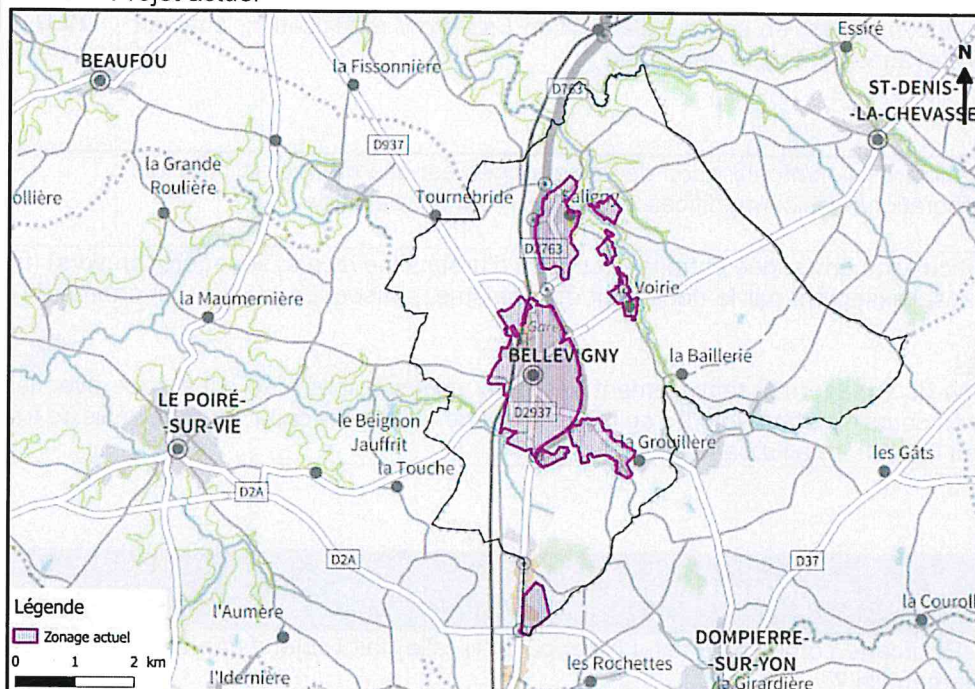 Projet actuel
BEAUFOU
la Fissonnière
Essiré
N
D763
ST-DENIS-
-LA-CHEVASSE
D937
la Grande
Roulière
ollière
Tournebride
Saligny
D2763
la Voirie
la Maumernière
Gare
BELLEVIGNY
la Baillerie
LE POIRÉ-
-SUR-VIE
le Beignon
Jauffrit
D2937
la Grouillère
la Touche
les Gâts
D2A
D2A
D37
Légende
Zonage actuel
l'Aumère
la Couroll
DOMPIERRE-
-SUR-YON
0 1 2 km
l'Idernière
les Rochettes
la Girardière